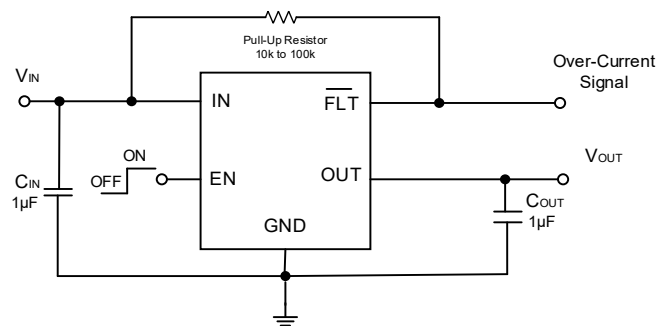 Pull-Up Resistor
10k to 100k
VIN
Over-Current
Signal
IN
FLT
ON
OFF
EN
OUT
VOUT
CIN
1µF
COUT
1µF
GND